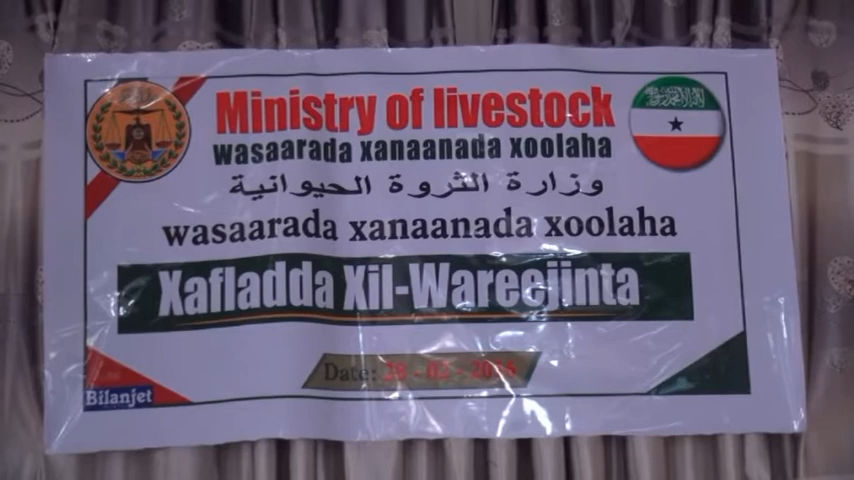 Ministry of livestock
wasaarada xanaanada xoolaha
وزارة الثروة الحيوانية
wasaarada xanaanada xoolaha
Xafladda Xil-Wareejinta
Date:
Bilanjet